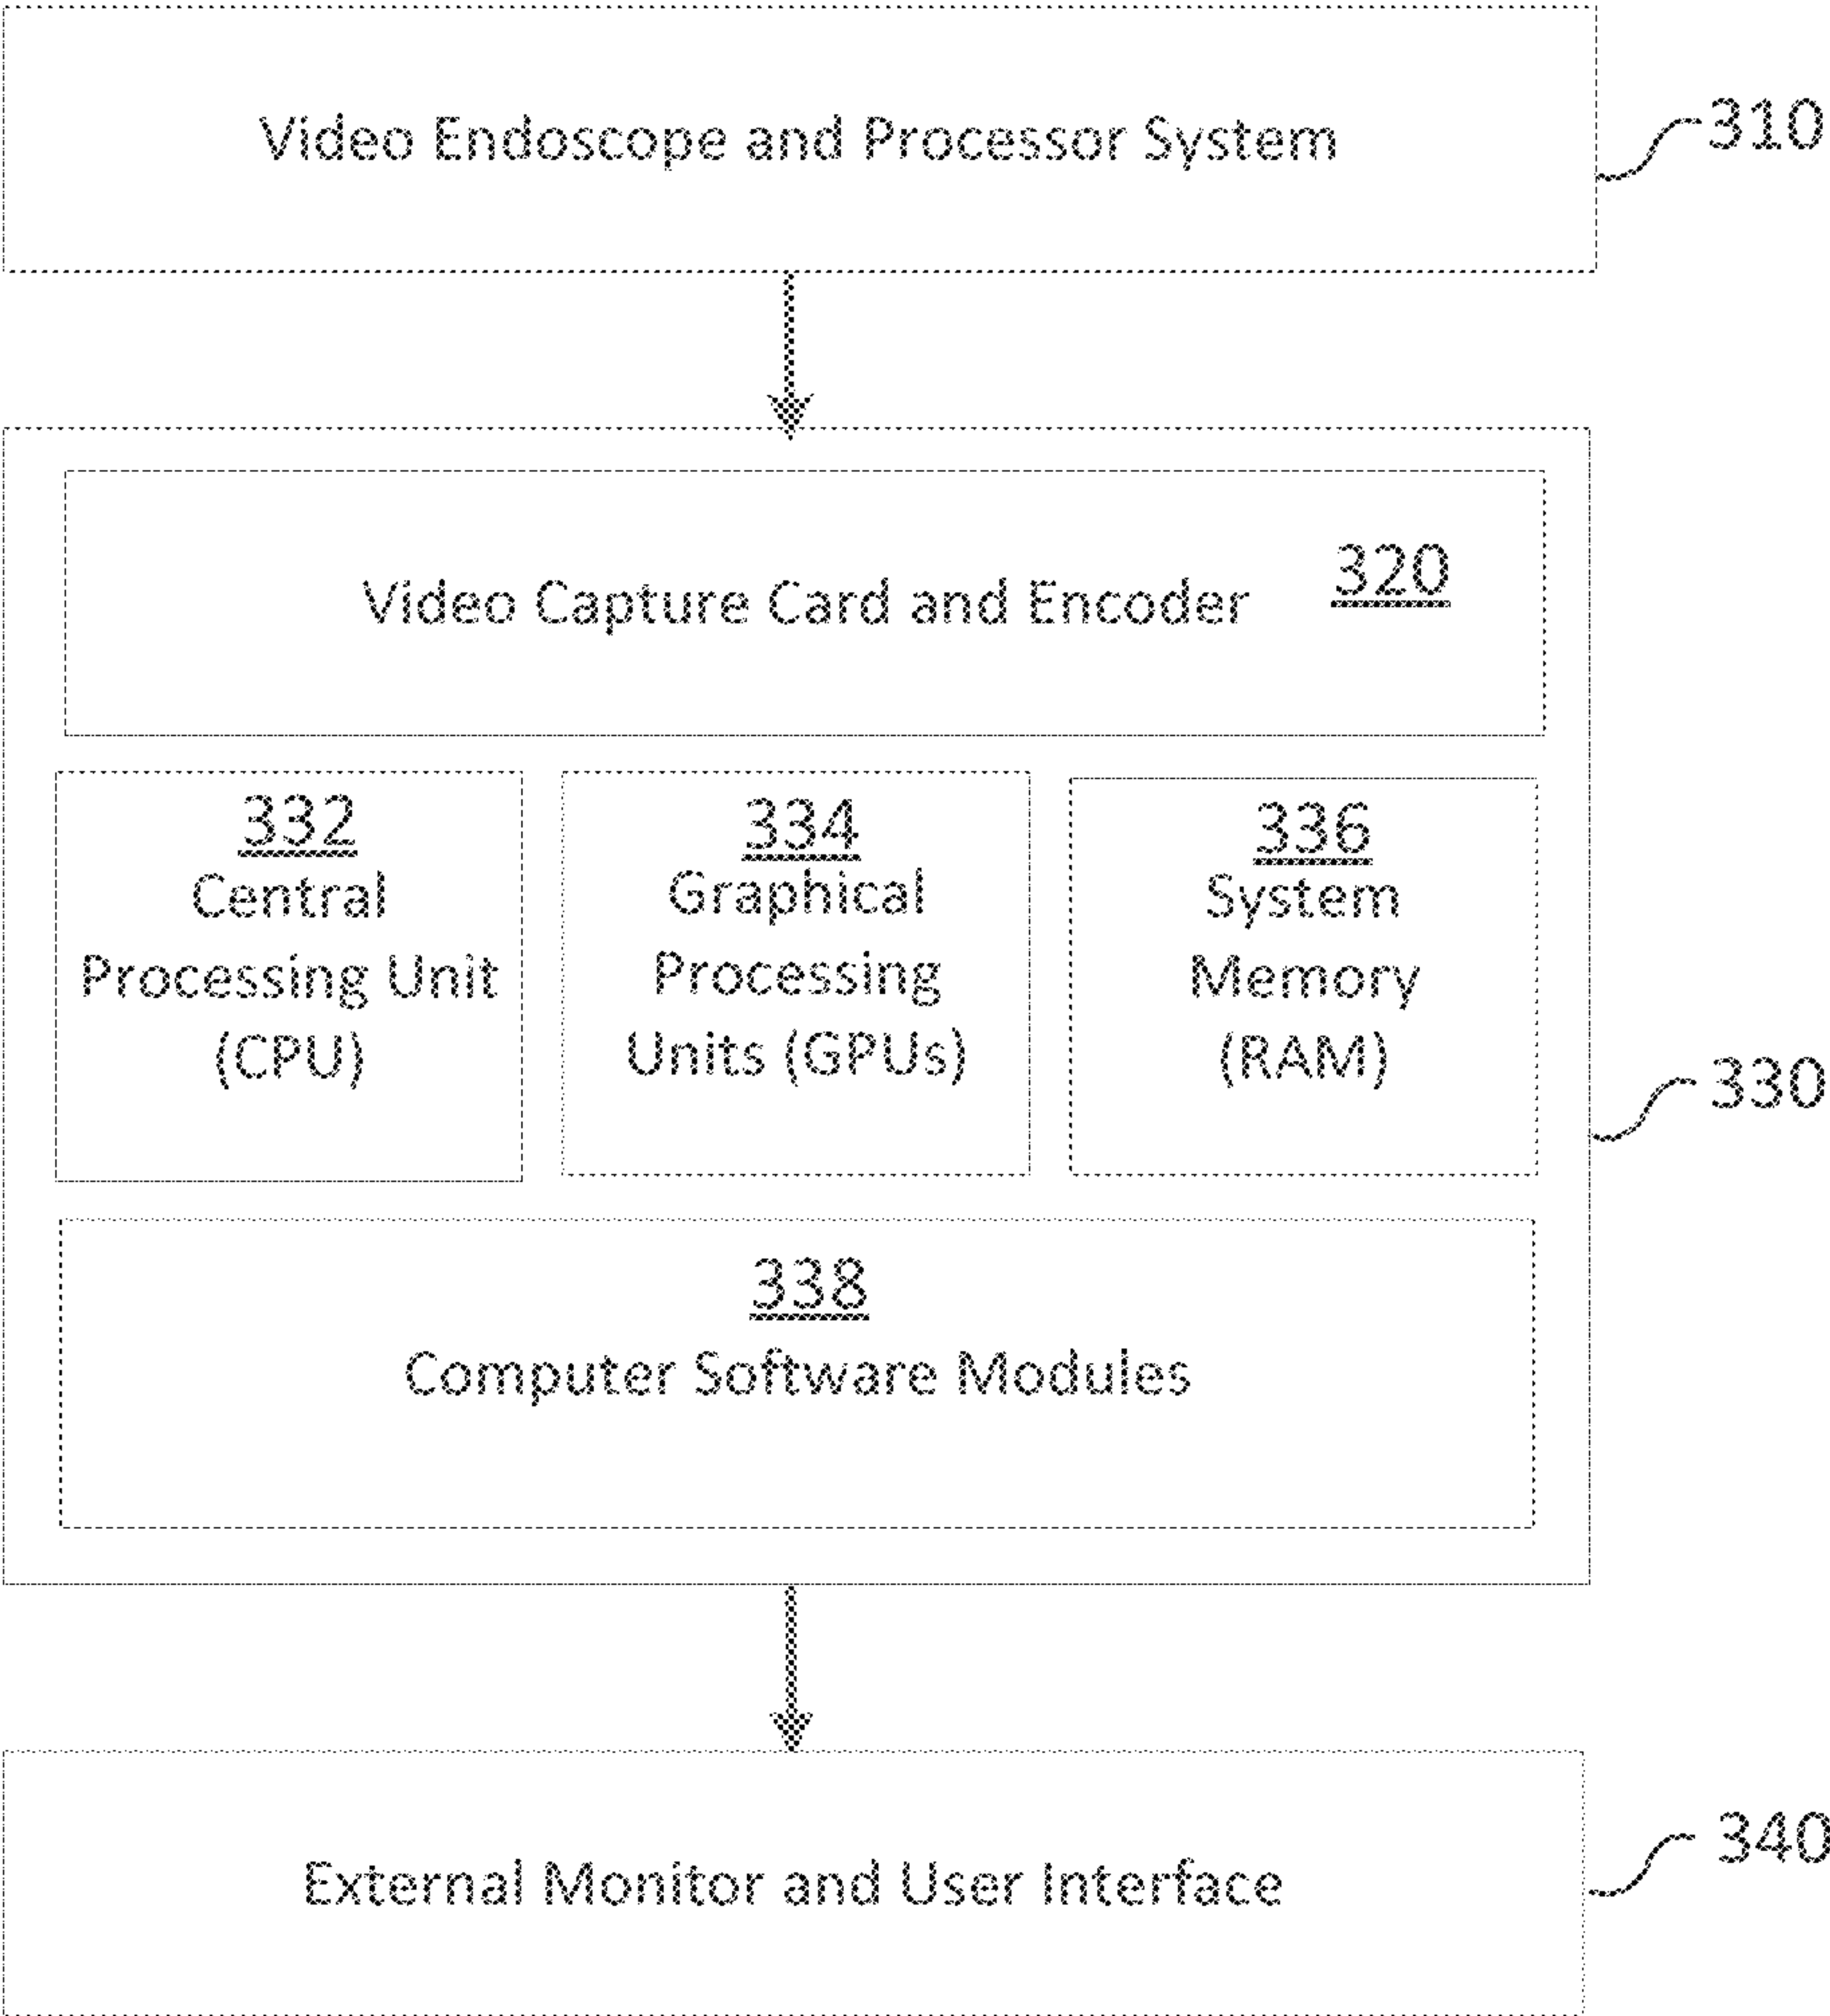 Video Endoscope and Processor System
310
320
Video Capture Card and Encoder
332
Central
Processing Unit
(CPU)
334
Graphical
Processing
Units (GPUs)
336
System
Memory
(RAM)
330
338
Computer Software Modules
External Monitor and User Interface
340